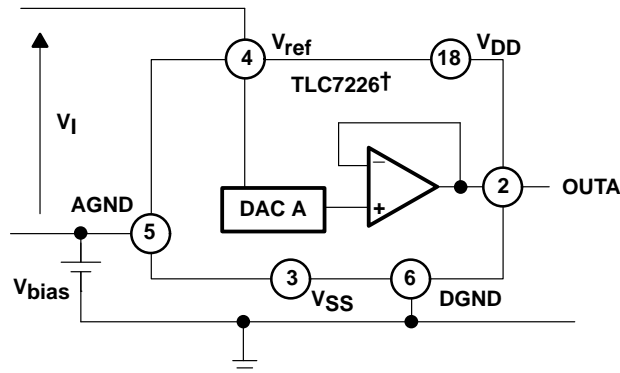 Vref
VDD
4
18
TLC7226†
VI
−
+
DAC A
2
OUTA
AGND
5
3
6
Vbias
VSS
DGND